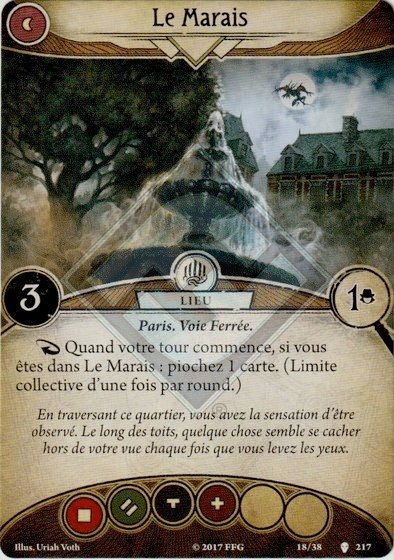 Le Marais
3
LIEU
1
Paris. Voie Ferrée.
Quand votre tour commence, si vous
êtes dans Le Marais : piochez 1 carte. (Limite
collective d'une fois par round.)
En traversant ce quartier, vous avez la sensation d'être
observé. Le long des toits, quelque chose semble se cacher
hors de votre vue chaque fois que vous levez les yeux.
Illus. Uriah Voth
© 2017 FFG
18/38
217